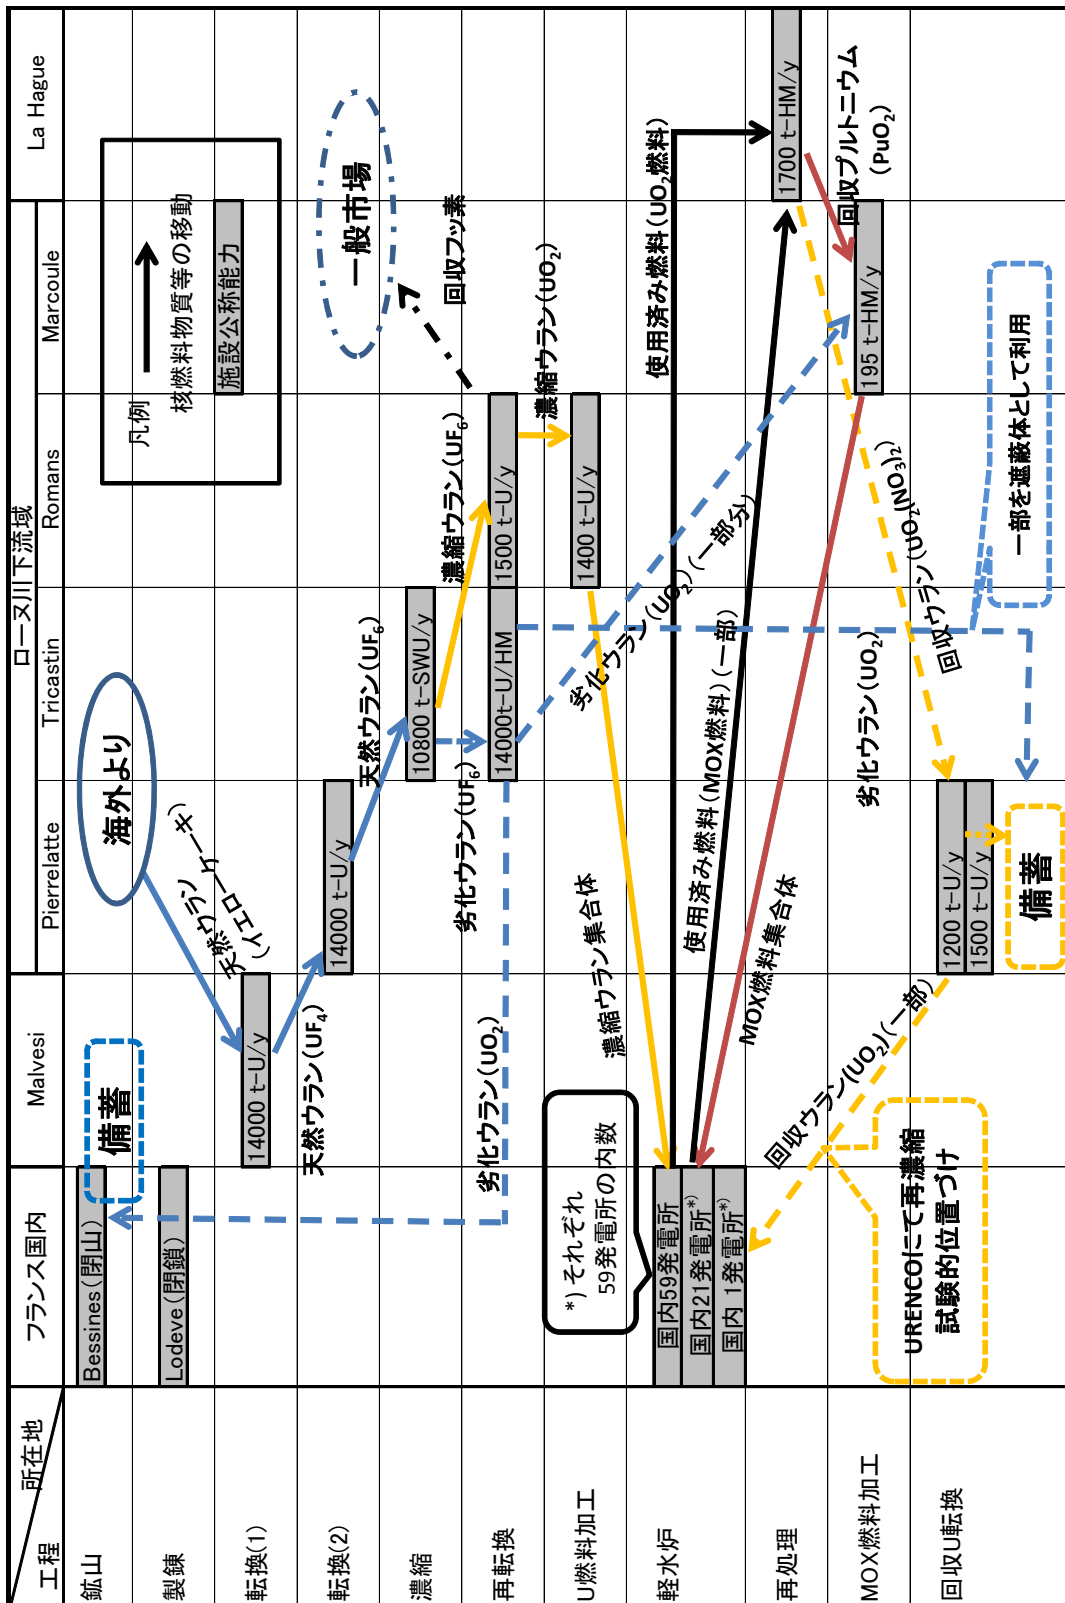 所在地
工程
フランス国内
ローヌ川下流域
Malvesi
Pierrelatte
Tricastin
Romans
Marcoule
La Hague
鉱山
製錬
転換(1)
転換(2)
濃縮
再転換
U燃料加工
軽水炉
再処理
MOX燃料加工
回収U転換
凡例
核燃料物質等の移動
施設公称能力
Bessines(閉山)
備蓄
海外より
Lodeve(閉鎖)
天然ウラン
(イエローケーキ)
14000 t-U/y
天然ウラン(UF4)
14000 t-U/y
天然ウラン(UF6)
一般市場
10800 t-SWU/y
濃縮ウラン(UF6)
回収フッ素
劣化ウラン(UF6)
劣化ウラン(UO2)
14000t-U/HM
1500 t-U/y
濃縮ウラン(UO2)
1400 t-U/y
濃縮ウラン集合体
劣化ウラン(UO2)(一部分)
*)それぞれ
59発電所の内数
国内59発電所
国内21発電所*)
国内 1発電所*)
使用済み燃料(UO2燃料)
使用済み燃料(MOX燃料)(一部)
MOX燃料集合体
1700 t-HM/y
回収プルトニウム
(PuO2)
195 t-HM/y
回収ウラン(UO2(NO3)2)
劣化ウラン(UO2)
回収ウラン(UO2)(一部)
1200 t-U/y
1500 t-U/y
備蓄
一部を遮蔽体として利用
URENCOにて再濃縮
試験的位置づけ